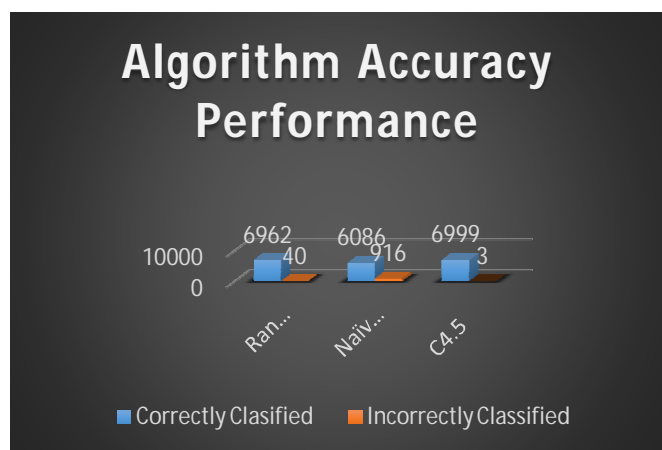 Algorithm Accuracy
Performance
6962
6086
6999
40
916
3
10000
0
Ran...
Naïv...
C4.5
Correctly Clasified
Incorrectly Classified